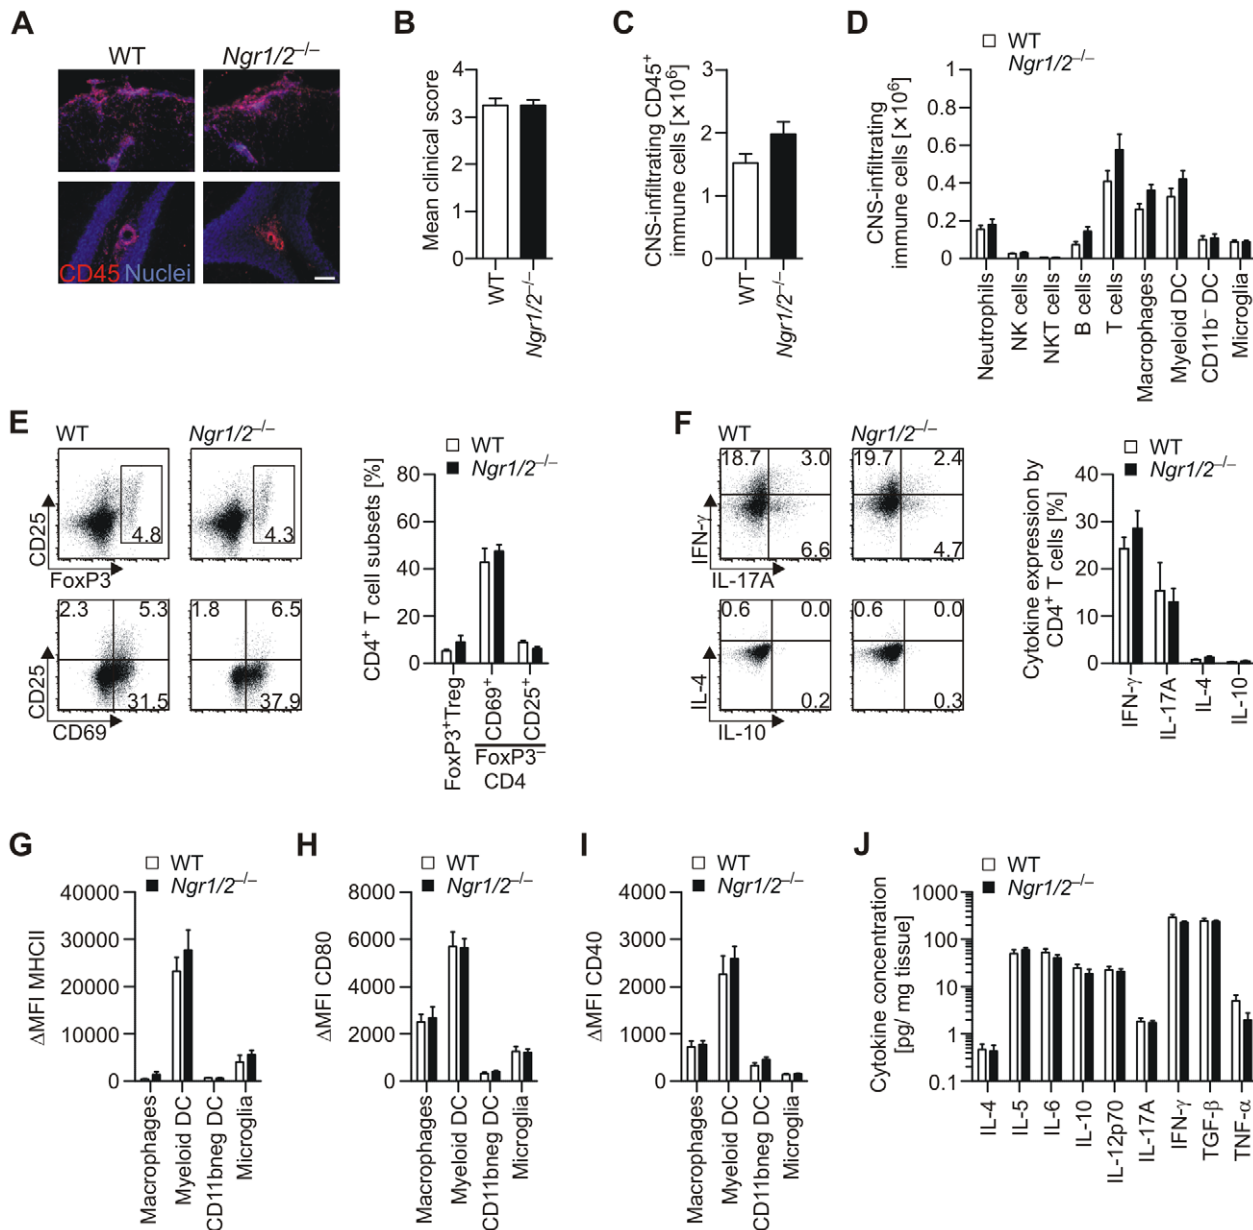 A
WT
Ngr1/2–/–
CD45 Nuclei
B
Mean clinical score
4
3
2
1
0
WT
Ngr1/2–/–
C
CNS-infiltrating CD45+
immune cells [×10⁶]
3
2
1
0
WT
Ngr1/2–/–
D
WT
Ngr1/2–/–
CNS-infiltrating
immune cells [×10⁶]
1
0.8
0.6
0.4
0.2
0
Neutrophils
NK cells
NKT cells
B cells
T cells
Macrophages
Myeloid DC
CD11b– DC
Microglia
E
WT
Ngr1/2–/–
4.8
4.3
CD25
FoxP3
2.3
5.3
31.5
1.8
6.5
37.9
CD25
CD69
WT
Ngr1/2–/–
CD4+ T cell subsets [%]
80
60
40
20
0
FoxP3+Treg
CD69+
CD25+
FoxP3–
CD4
F
WT
Ngr1/2–/–
18.7
3.0
6.6
19.7
2.4
4.7
IFN-γ
IL-17A
0.6
0.0
0.2
0.6
0.0
0.3
IL-4
IL-10
WT
Ngr1/2–/–
Cytokine expression by
CD4+ T cells [%]
40
30
20
10
0
IFN-γ
IL-17A
IL-4
IL-10
G
WT
Ngr1/2–/–
ΔMFI MHCII
40000
30000
20000
10000
0
Macrophages
Myeloid DC
CD11bneg DC
Microglia
H
WT
Ngr1/2–/–
ΔMFI CD80
8000
6000
4000
2000
0
Macrophages
Myeloid DC
CD11bneg DC
Microglia
I
WT
Ngr1/2–/–
ΔMFI CD40
4000
3000
2000
1000
0
Macrophages
Myeloid DC
CD11bneg DC
Microglia
J
WT
Ngr1/2–/–
Cytokine concentration
[pg/ mg tissue]
1000
100
10
1
0.1
IL-4
IL-5
IL-6
IL-10
IL-12p70
IL-17A
IFN-γ
TGF-β
TNF-α